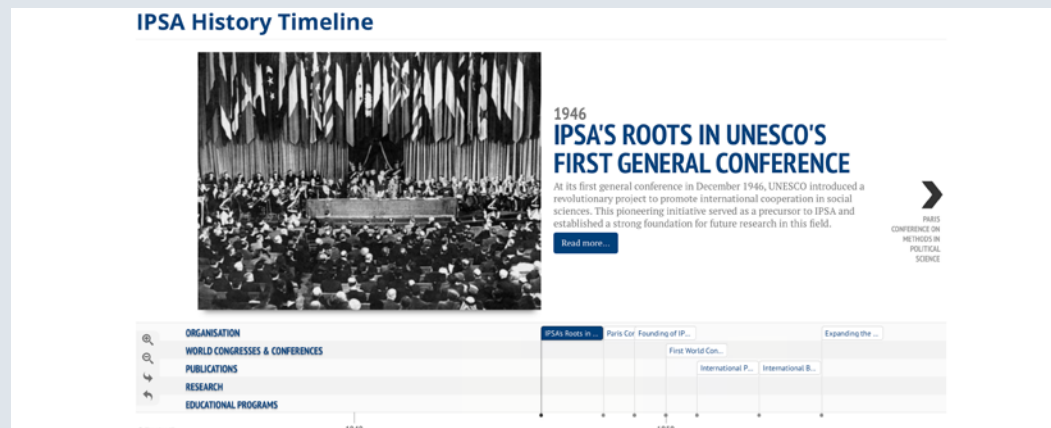 IPSA History Timeline
1946
IPSA'S ROOTS IN UNESCO'S
FIRST GENERAL CONFERENCE
At its first general conference in December 1946, UNESCO introduced a
revolutionary project to promote international cooperation in social
sciences. This pioneering initiative served as a precursor to IPSA and
established a strong foundation for future research in this field.
Read more...
PARIS
CONFERENCE ON
METHODS IN
POLITICAL
SCIENCE
ORGANISATION
IPSA's Roots in ...
Paris Cor
Founding of IP...
Expanding the ...
WORLD CONGRESSES & CONFERENCES
First World Con...
PUBLICATIONS
International P...
International B...
RESEARCH
EDUCATIONAL PROGRAMS